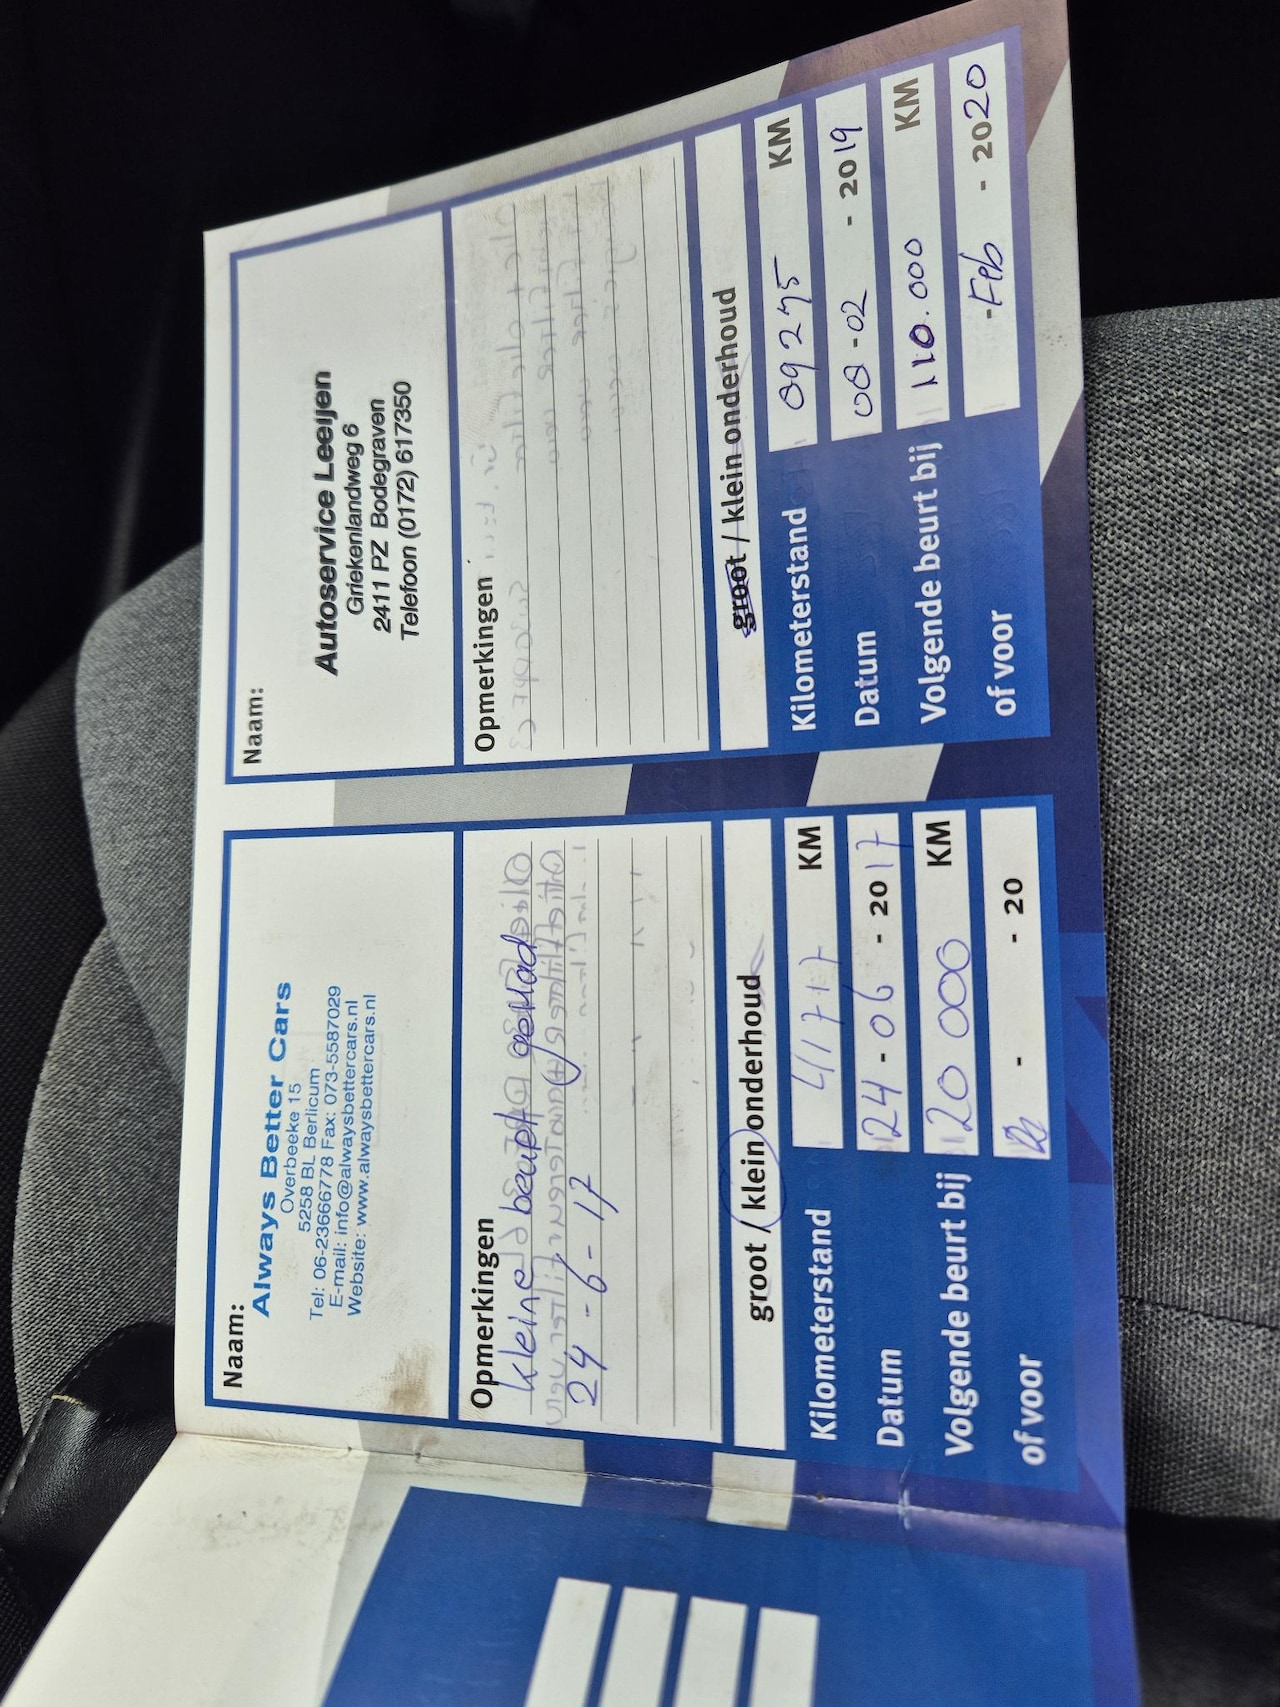 Naam:
Always Better Cars
Overbeeke 15
5258 BL Berlicum
Tel: 06-23666778 Fax: 073-5587029
E-mail: info@alwaysbettercars.nl
Website: www.alwaysbettercars.nl
Opmerkingen
kleine beurt gehad
24-6-17
groot / klein onderhoud
Kilometerstand 41717 KM
Datum 24-06-2017
Volgende beurt bij 20 000 KM
of voor - - 20
Naam:
Autoservice Leeijen
Griekenlandweg 6
2411 PZ Bodegraven
Telefoon (0172) 617350
Opmerkingen
groot / klein onderhoud
Kilometerstand KM
Datum 08-02-2019
Volgende beurt bij 110.000 KM
of voor -Feb - 2020